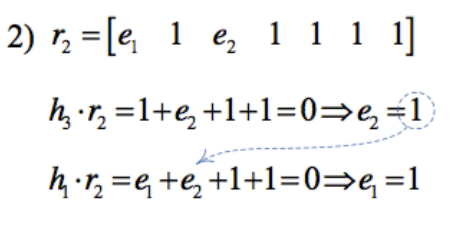 2) r₂ = [e₁ 1 e₂ 1 1 1 1]
h₃ · r₂ = 1 + e₂ + 1 + 1 = 0 ⇒ e₂ = 1
h₁ · r₂ = e₁ + e₂ + 1 + 1 = 0 ⇒ e₁ = 1